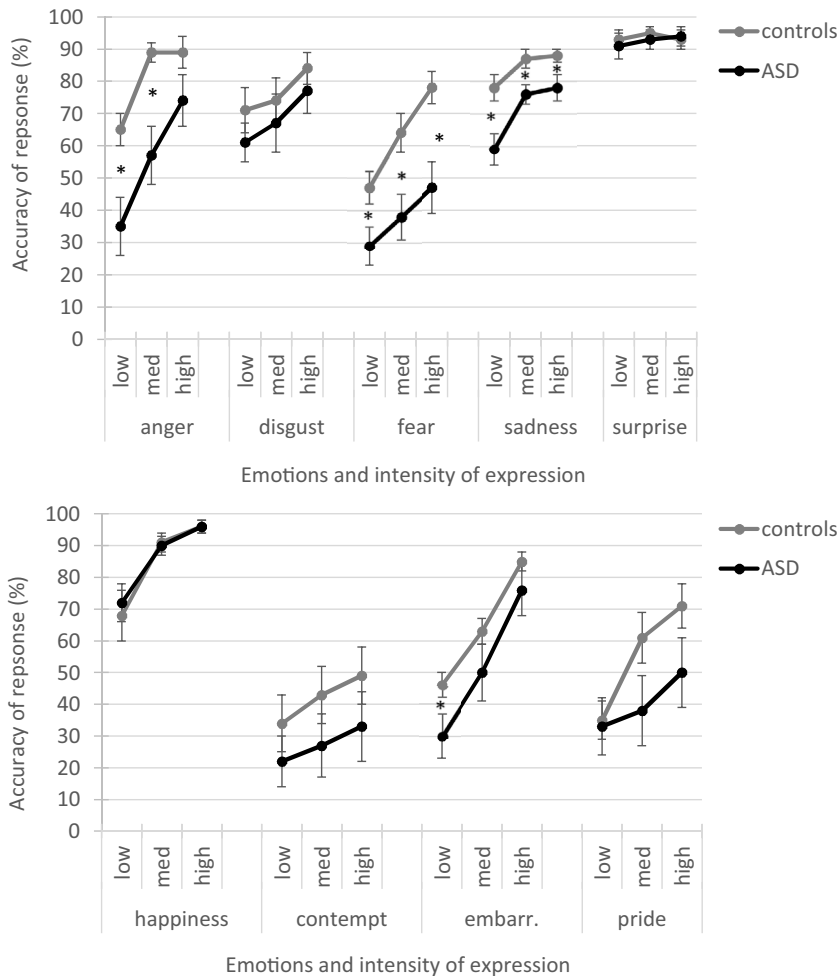 Accuracy of repsonse (%)
100
90
80
70
60
50
40
30
20
10
0
*
*
*
*
*
*
*
*
controls
ASD
low med high low med high low med high low med high low med high
anger disgust fear sadness surprise
Emotions and intensity of expression
Accuracy of repsonse (%)
100
90
80
70
60
50
40
30
20
10
0
*
controls
ASD
low med high low med high low med high low med high
happiness contempt embarr. pride
Emotions and intensity of expression